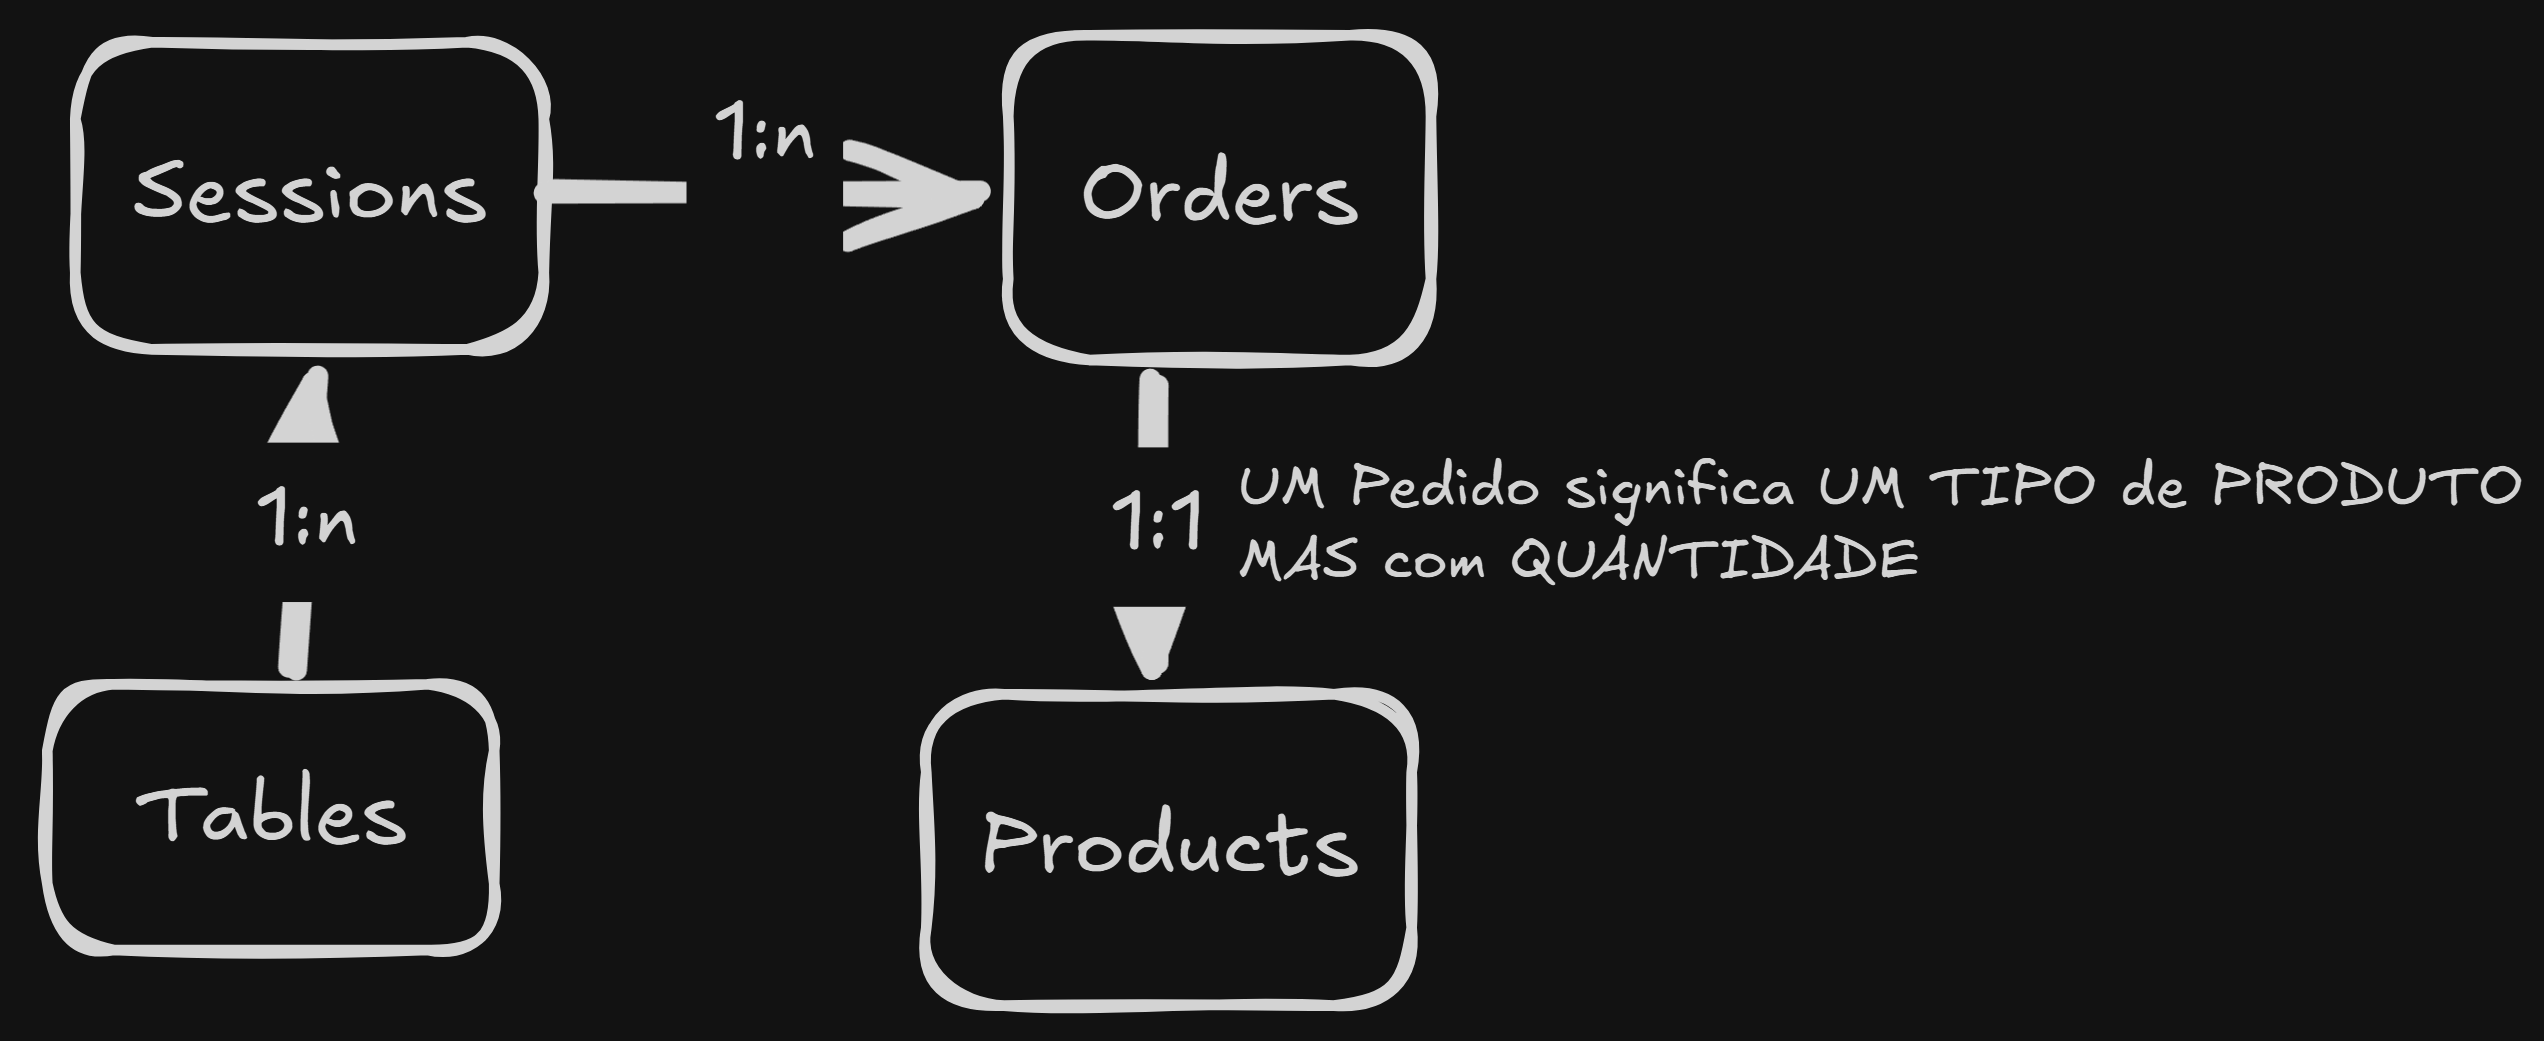 Sessions
1:n
Orders
1:n
1:1
UM Pedido significa UM TIPO de PRODUTO
MAS com QUANTIDADE
Tables
Products